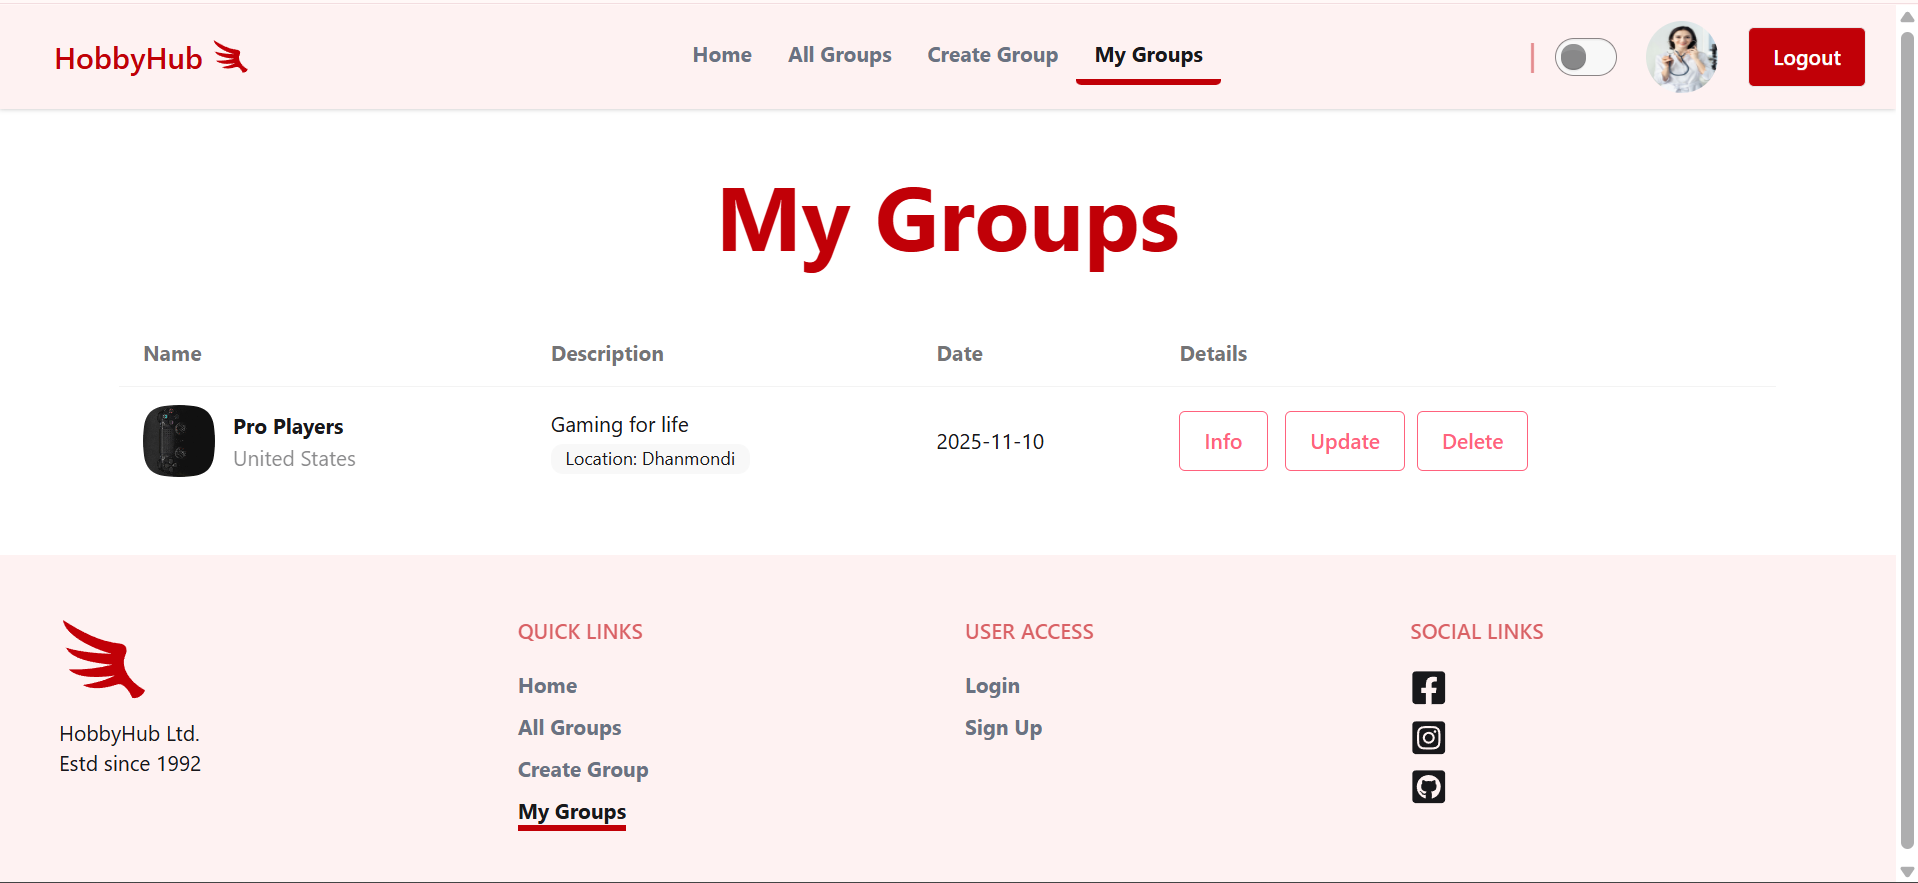 HobbyHub
Home
All Groups
Create Group
My Groups
Logout
My Groups
Name
Description
Date
Details
Pro Players
United States
Gaming for life
Location: Dhanmondi
2025-11-10
Info
Update
Delete
HobbyHub Ltd.
Estd since 1992
QUICK LINKS
Home
All Groups
Create Group
My Groups
USER ACCESS
Login
Sign Up
SOCIAL LINKS